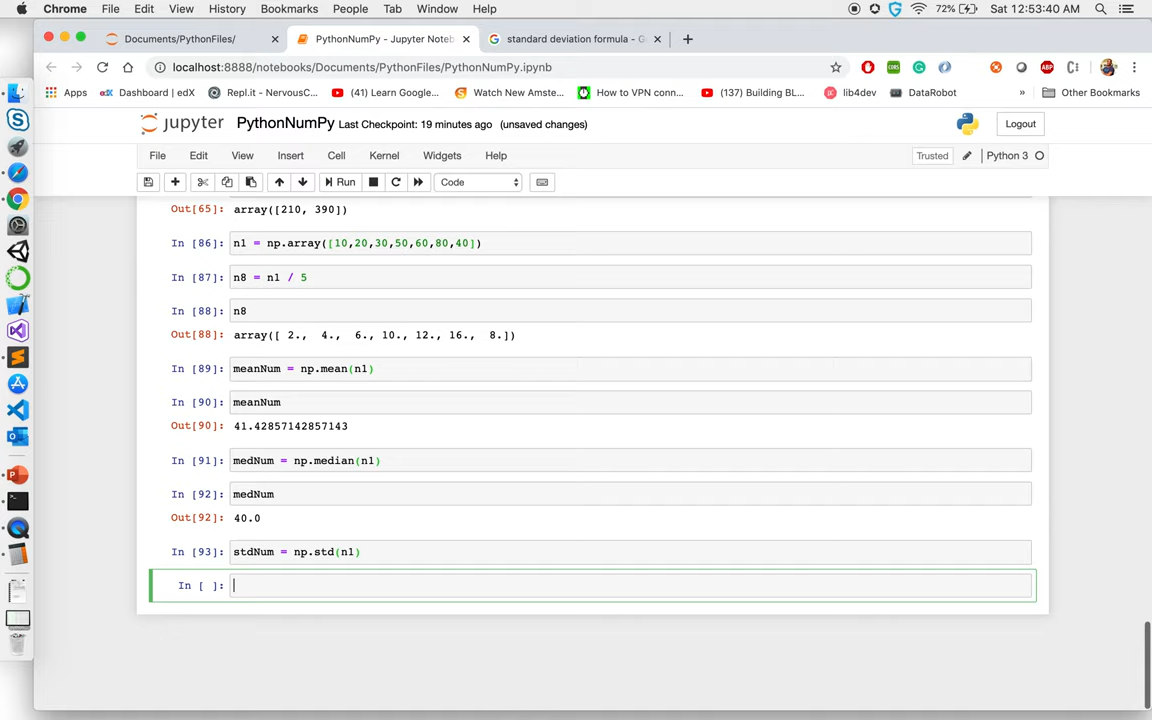 Chrome File Edit View History Bookmarks People Tab Window Help 72% Sat 12:53:40 AM
Documents/PythonFiles/ PythonNumPy - Jupyter Noteb standard deviation formula - G
localhost:8888/notebooks/Documents/PythonFiles/PythonNumPy.ipynb
Apps Dashboard | edX Repl.it - NervousC... (41) Learn Google... Watch New Amste... How to VPN conn... (137) Building BL... lib4dev DataRobot » Other Bookmarks
jupyter PythonNumPy Last Checkpoint: 19 minutes ago (unsaved changes) Logout
File Edit View Insert Cell Kernel Widgets Help Trusted Python 3
Run Code
Out[65]: array([210, 390])
In [86]: n1 = np.array([10,20,30,50,60,80,40])
In [87]: n8 = n1 / 5
In [88]: n8
Out[88]: array([ 2.,  4.,  6., 10., 12., 16.,  8.])
In [89]: meanNum = np.mean(n1)
In [90]: meanNum
Out[90]: 41.42857142857143
In [91]: medNum = np.median(n1)
In [92]: medNum
Out[92]: 40.0
In [93]: stdNum = np.std(n1)
In [ ]: